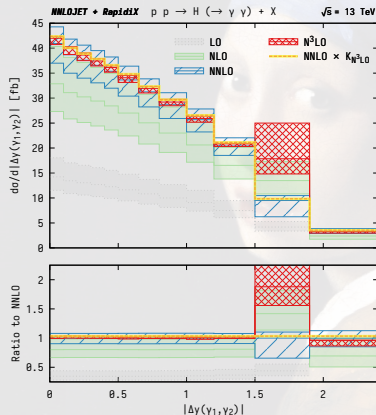 NNLOJET + RapidiX p p → H (→ γ γ) + X √s = 13 TeV
LO N³LO
NLO NNLO × K_N³LO
NNLO
dσ/d|Δy(γ₁,γ₂)| [fb]
45
40
35
30
25
20
15
10
5
0
Ratio to NNLO
2
1.5
1
0.5
0 0.5 1 1.5 2
|Δy(γ₁,γ₂)|